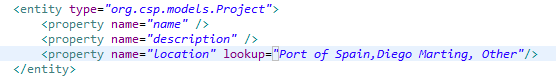 <entity type="org.csp.models.Project">
<property name="name" />
<property name="description" />
<property name="location" lookup="Port of Spain,Diego Marting, Other"/>
</entity>